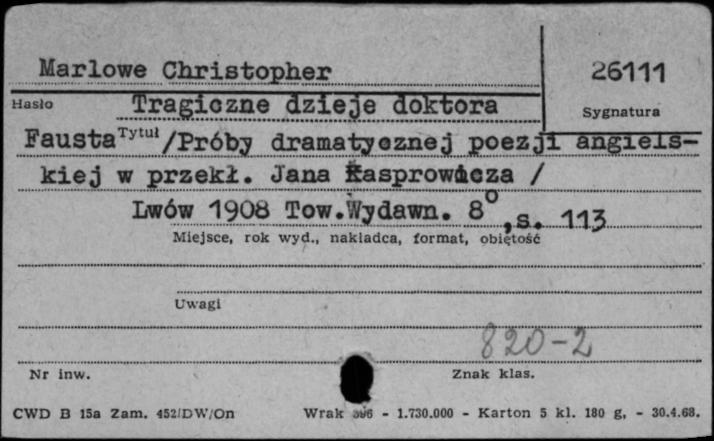 Marlowe Christopher 26111
Hasło Tragiczne dzieje doktora Sygnatura
Fausta Tytuł /Próby dramatycznej poezji angiels-
kiej w przekł. Jana Kasprowicza /
Lwów 1908 Tow.Wydawn. 8°, s. 113
Miejsce, rok wyd., nakładca, format, objętość
Uwagi
820-2
Nr inw. Znak klas.
CWD B 15a Zam. 452/DW/On Wrak 396 - 1.730.000 - Karton 5 kl. 180 g. - 30.4.68.